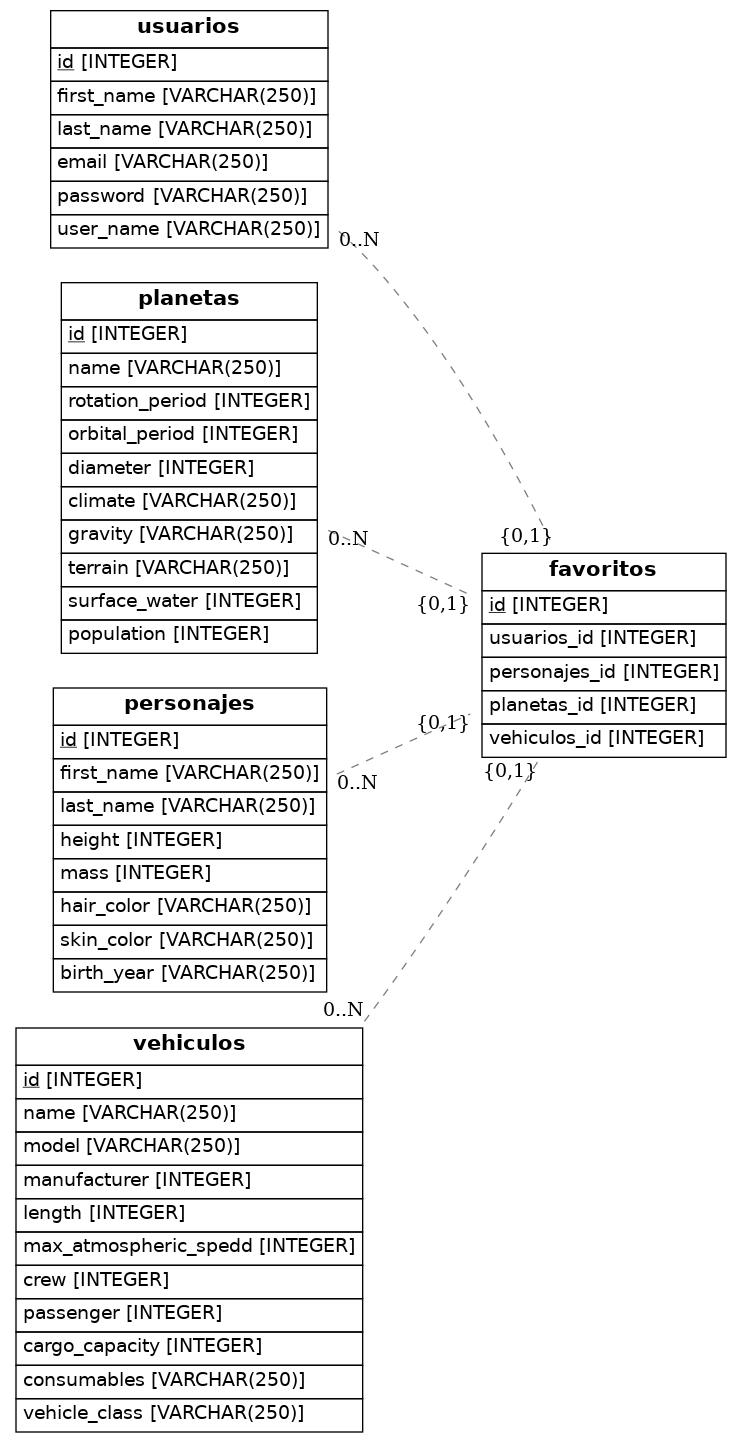 usuarios
id [INTEGER]
first_name [VARCHAR(250)]
last_name [VARCHAR(250)]
email [VARCHAR(250)]
password [VARCHAR(250)]
user_name [VARCHAR(250)]
0..N
planetas
id [INTEGER]
name [VARCHAR(250)]
rotation_period [INTEGER]
orbital_period [INTEGER]
diameter [INTEGER]
climate [VARCHAR(250)]
gravity [VARCHAR(250)]
terrain [VARCHAR(250)]
surface_water [INTEGER]
population [INTEGER]
0..N
{0,1}
{0,1}
favoritos
id [INTEGER]
usuarios_id [INTEGER]
personajes_id [INTEGER]
planetas_id [INTEGER]
vehiculos_id [INTEGER]
{0,1}
{0,1}
personajes
id [INTEGER]
first_name [VARCHAR(250)]
last_name [VARCHAR(250)]
height [INTEGER]
mass [INTEGER]
hair_color [VARCHAR(250)]
skin_color [VARCHAR(250)]
birth_year [VARCHAR(250)]
0..N
0..N
vehiculos
id [INTEGER]
name [VARCHAR(250)]
model [VARCHAR(250)]
manufacturer [INTEGER]
length [INTEGER]
max_atmospheric_spedd [INTEGER]
crew [INTEGER]
passenger [INTEGER]
cargo_capacity [INTEGER]
consumables [VARCHAR(250)]
vehicle_class [VARCHAR(250)]